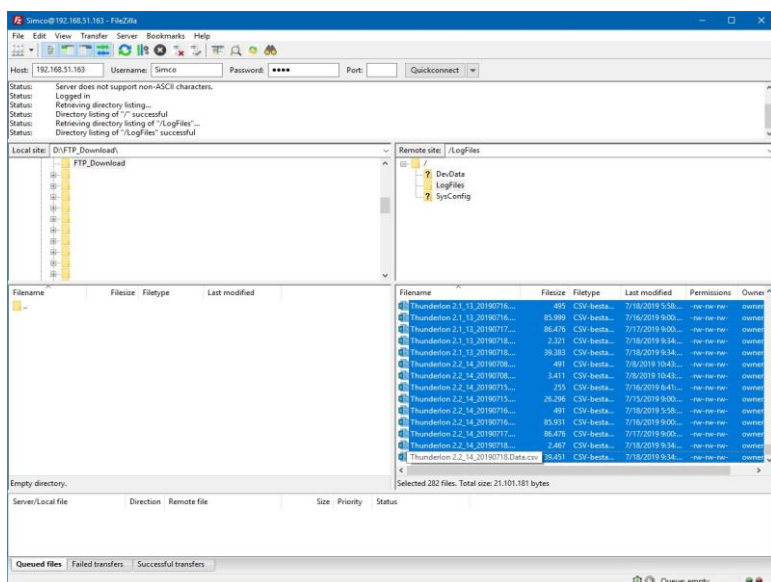 Simco@192.168.51.163 - FileZilla
File Edit View Transfer Server Bookmarks Help
Host: 192.168.51.163 Username: Simco Password: •••• Port: Quickconnect
Status: Server does not support non-ASCII characters.
Status: Logged in
Status: Retrieving directory listing...
Status: Directory listing of "/" successful
Status: Retrieving directory listing of "/LogFiles"...
Status: Directory listing of "/LogFiles" successful
Local site: D:\FTP_Download\
FTP_Download
Remote site: /LogFiles
/
? DevData
LogFiles
? SysConfig
Filename Filesize Filetype Last modified
..
Empty directory.
Filename Filesize Filetype Last modified Permissions Owner
ThunderIon 2.1_13_20190716.... 495 CSV-besta... 7/18/2019 5:58:... -rw-rw-rw- owner
ThunderIon 2.1_13_20190716.... 85.999 CSV-besta... 7/16/2019 9:00:... -rw-rw-rw- owner
ThunderIon 2.1_13_20190717.... 86.476 CSV-besta... 7/17/2019 9:00:... -rw-rw-rw- owner
ThunderIon 2.1_13_20190718.... 2.321 CSV-besta... 7/18/2019 9:34:... -rw-rw-rw- owner
ThunderIon 2.1_13_20190718.... 39.383 CSV-besta... 7/18/2019 9:34:... -rw-rw-rw- owner
ThunderIon 2.2_14_20190708.... 491 CSV-besta... 7/8/2019 10:43:... -rw-rw-rw- owner
ThunderIon 2.2_14_20190708.... 3.411 CSV-besta... 7/8/2019 10:43:... -rw-rw-rw- owner
ThunderIon 2.2_14_20190715.... 255 CSV-besta... 7/16/2019 6:41:... -rw-rw-rw- owner
ThunderIon 2.2_14_20190715.... 26.296 CSV-besta... 7/15/2019 9:00:... -rw-rw-rw- owner
ThunderIon 2.2_14_20190716.... 491 CSV-besta... 7/18/2019 5:58:... -rw-rw-rw- owner
ThunderIon 2.2_14_20190716.... 85.931 CSV-besta... 7/16/2019 9:00:... -rw-rw-rw- owner
ThunderIon 2.2_14_20190717.... 86.476 CSV-besta... 7/17/2019 9:00:... -rw-rw-rw- owner
ThunderIon 2.2_14_20190718.... 2.467 CSV-besta... 7/18/2019 9:34:... -rw-rw-rw- owner
ThunderIon 2.2_14_20190718.Data.csv 39.451 CSV-besta... 7/18/2019 9:34:... -rw-rw-rw- owner
Selected 282 files. Total size: 21.101.181 bytes
Server/Local file Direction Remote file Size Priority Status
Queued files Failed transfers Successful transfers
Queue: empty